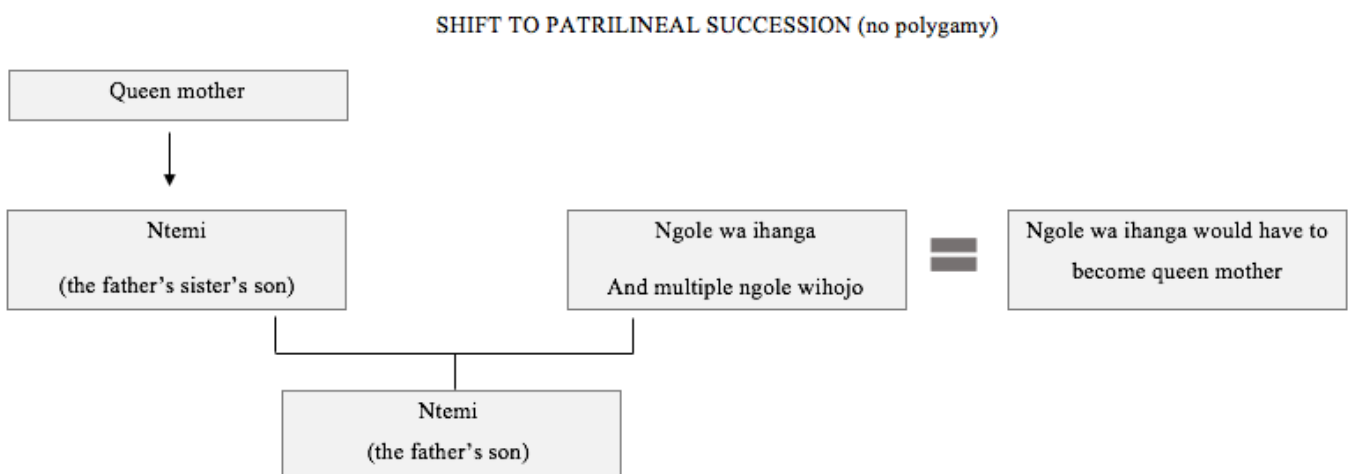 SHIFT TO PATRILINEAL SUCCESSION (no polygamy)
Queen mother
Ntemi
(the father’s sister’s son)
Ngole wa ihanga
And multiple ngole wihojo
Ngole wa ihanga would have to
become queen mother
Ntemi
(the father’s son)